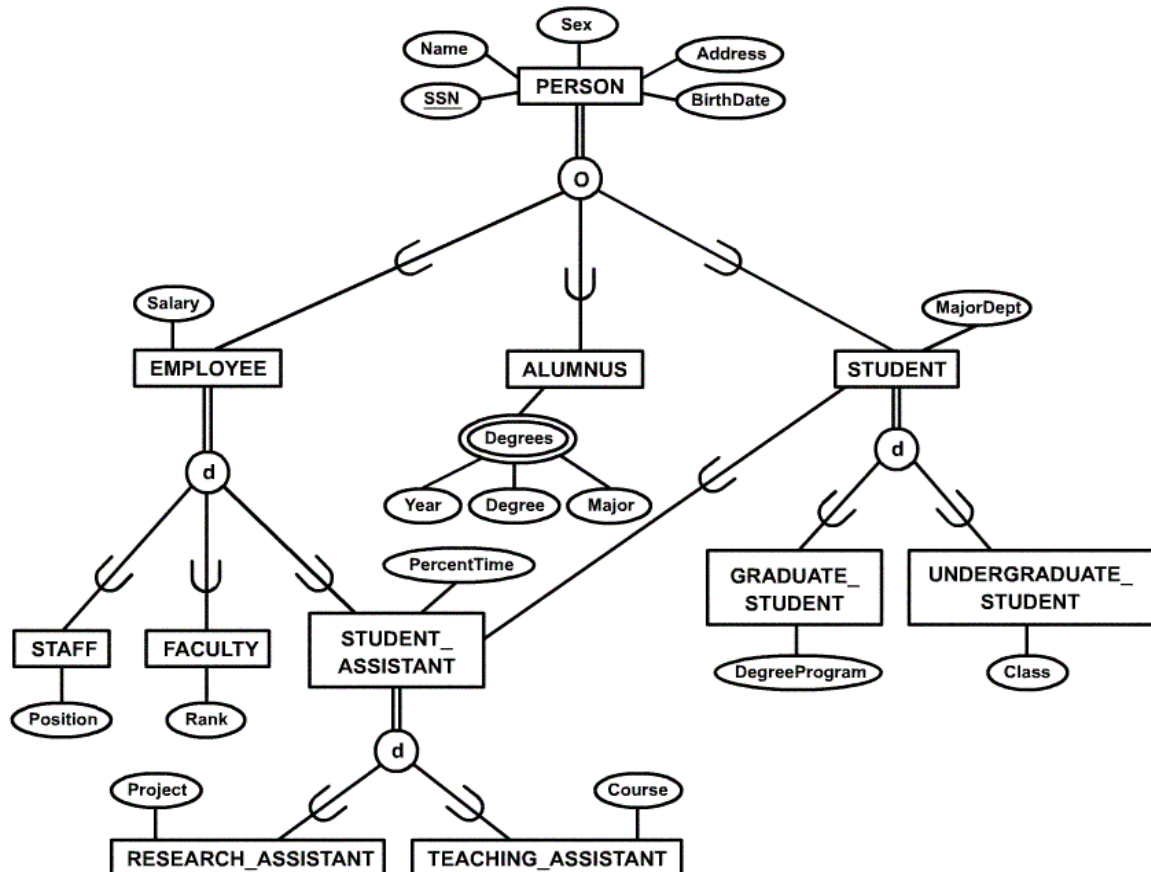 Sex
Name
Address
PERSON
SSN
BirthDate
O
Salary
MajorDept
EMPLOYEE
ALUMNUS
STUDENT
Degrees
d
d
Year
Degree
Major
PercentTime
GRADUATE_
STUDENT
UNDERGRADUATE_
STUDENT
STAFF
FACULTY
STUDENT_
ASSISTANT
DegreeProgram
Class
Position
Rank
d
Project
Course
RESEARCH_ASSISTANT
TEACHING_ASSISTANT